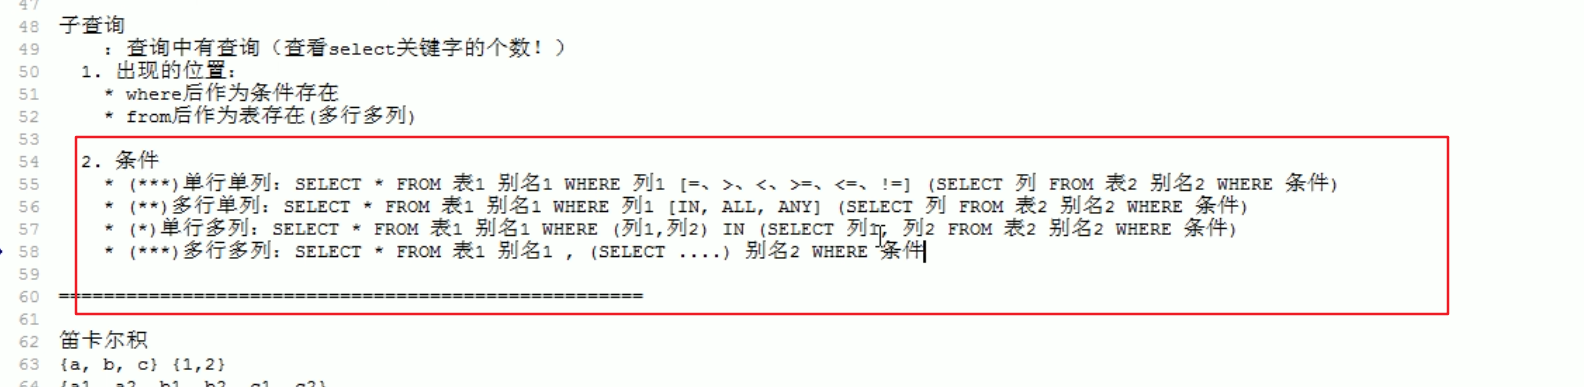 47
48 子查询
49 : 查询中有查询（查看select关键字的个数！）
50 1. 出现的位置：
51 * where后作为条件存在
52 * from后作为表存在(多行多列)
53
54 2. 条件
55 * (***)单行单列: SELECT * FROM 表1 别名1 WHERE 列1 [=、>、<、>=、<=、!=] (SELECT 列 FROM 表2 别名2 WHERE 条件)
56 * (**)多行单列: SELECT * FROM 表1 别名1 WHERE 列1 [IN, ALL, ANY] (SELECT 列 FROM 表2 别名2 WHERE 条件)
57 * (*)单行多列: SELECT * FROM 表1 别名1 WHERE (列1,列2) IN (SELECT 列1, 列2 FROM 表2 别名2 WHERE 条件)
58 * (***)多行多列: SELECT * FROM 表1 别名1 , (SELECT ....) 别名2 WHERE 条件
59
60 ====================================================
61
62 笛卡尔积
63 {a, b, c} {1,2}
64 {a1, a2, b1, b2, c1, c2}